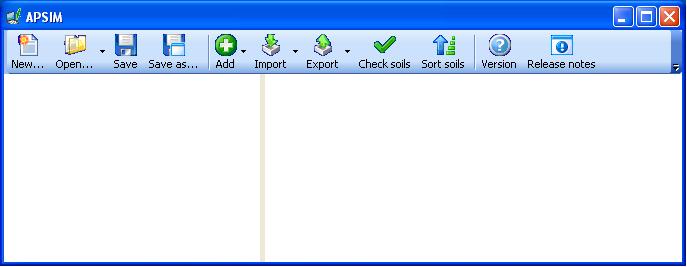 APSIM
New... Open... Save Save as... Add Import Export Check soils Sort soils Version Release notes